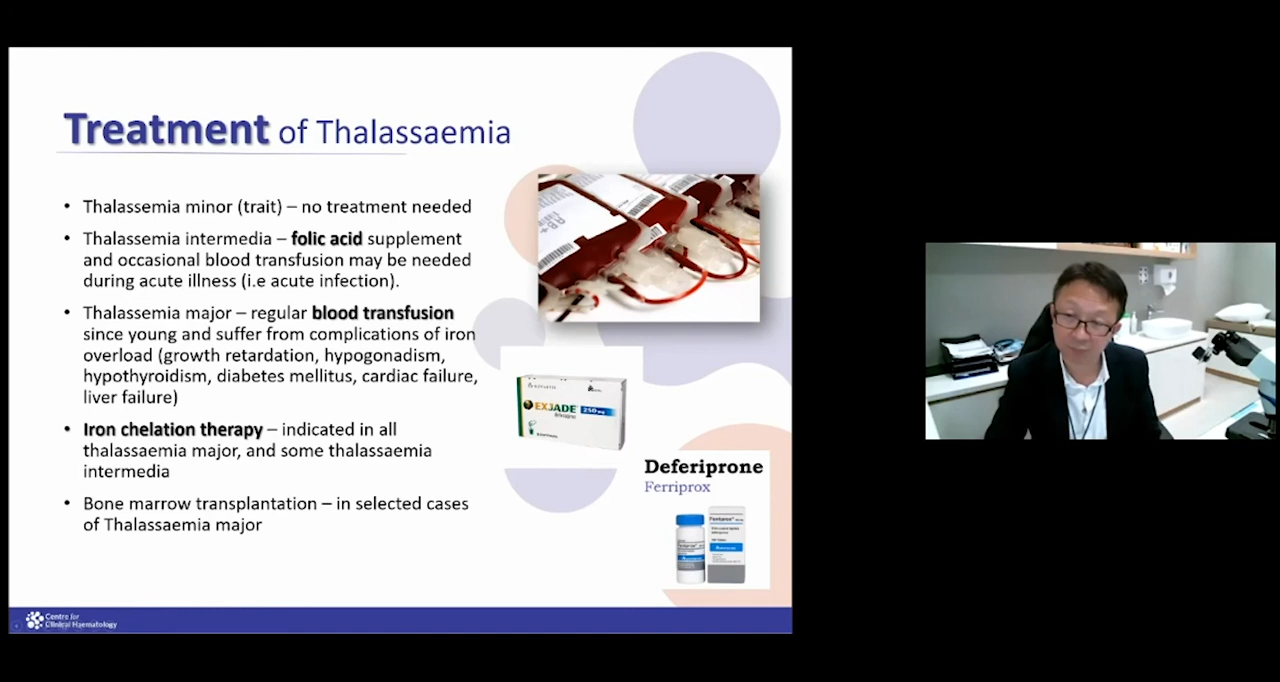 Treatment of Thalassaemia
• Thalassemia minor (trait) – no treatment needed
• Thalassemia intermedia – folic acid supplement
and occasional blood transfusion may be needed
during acute illness (i.e acute infection).
• Thalassemia major – regular blood transfusion
since young and suffer from complications of iron
overload (growth retardation, hypogonadism,
hypothyroidism, diabetes mellitus, cardiac failure,
liver failure)
• Iron chelation therapy – indicated in all
thalassaemia major, and some thalassaemia
intermedia
• Bone marrow transplantation – in selected cases
of Thalassaemia major
EXJADE 250 mg
Deferiprone
Ferriprox
Centre for
Clinical Haematology